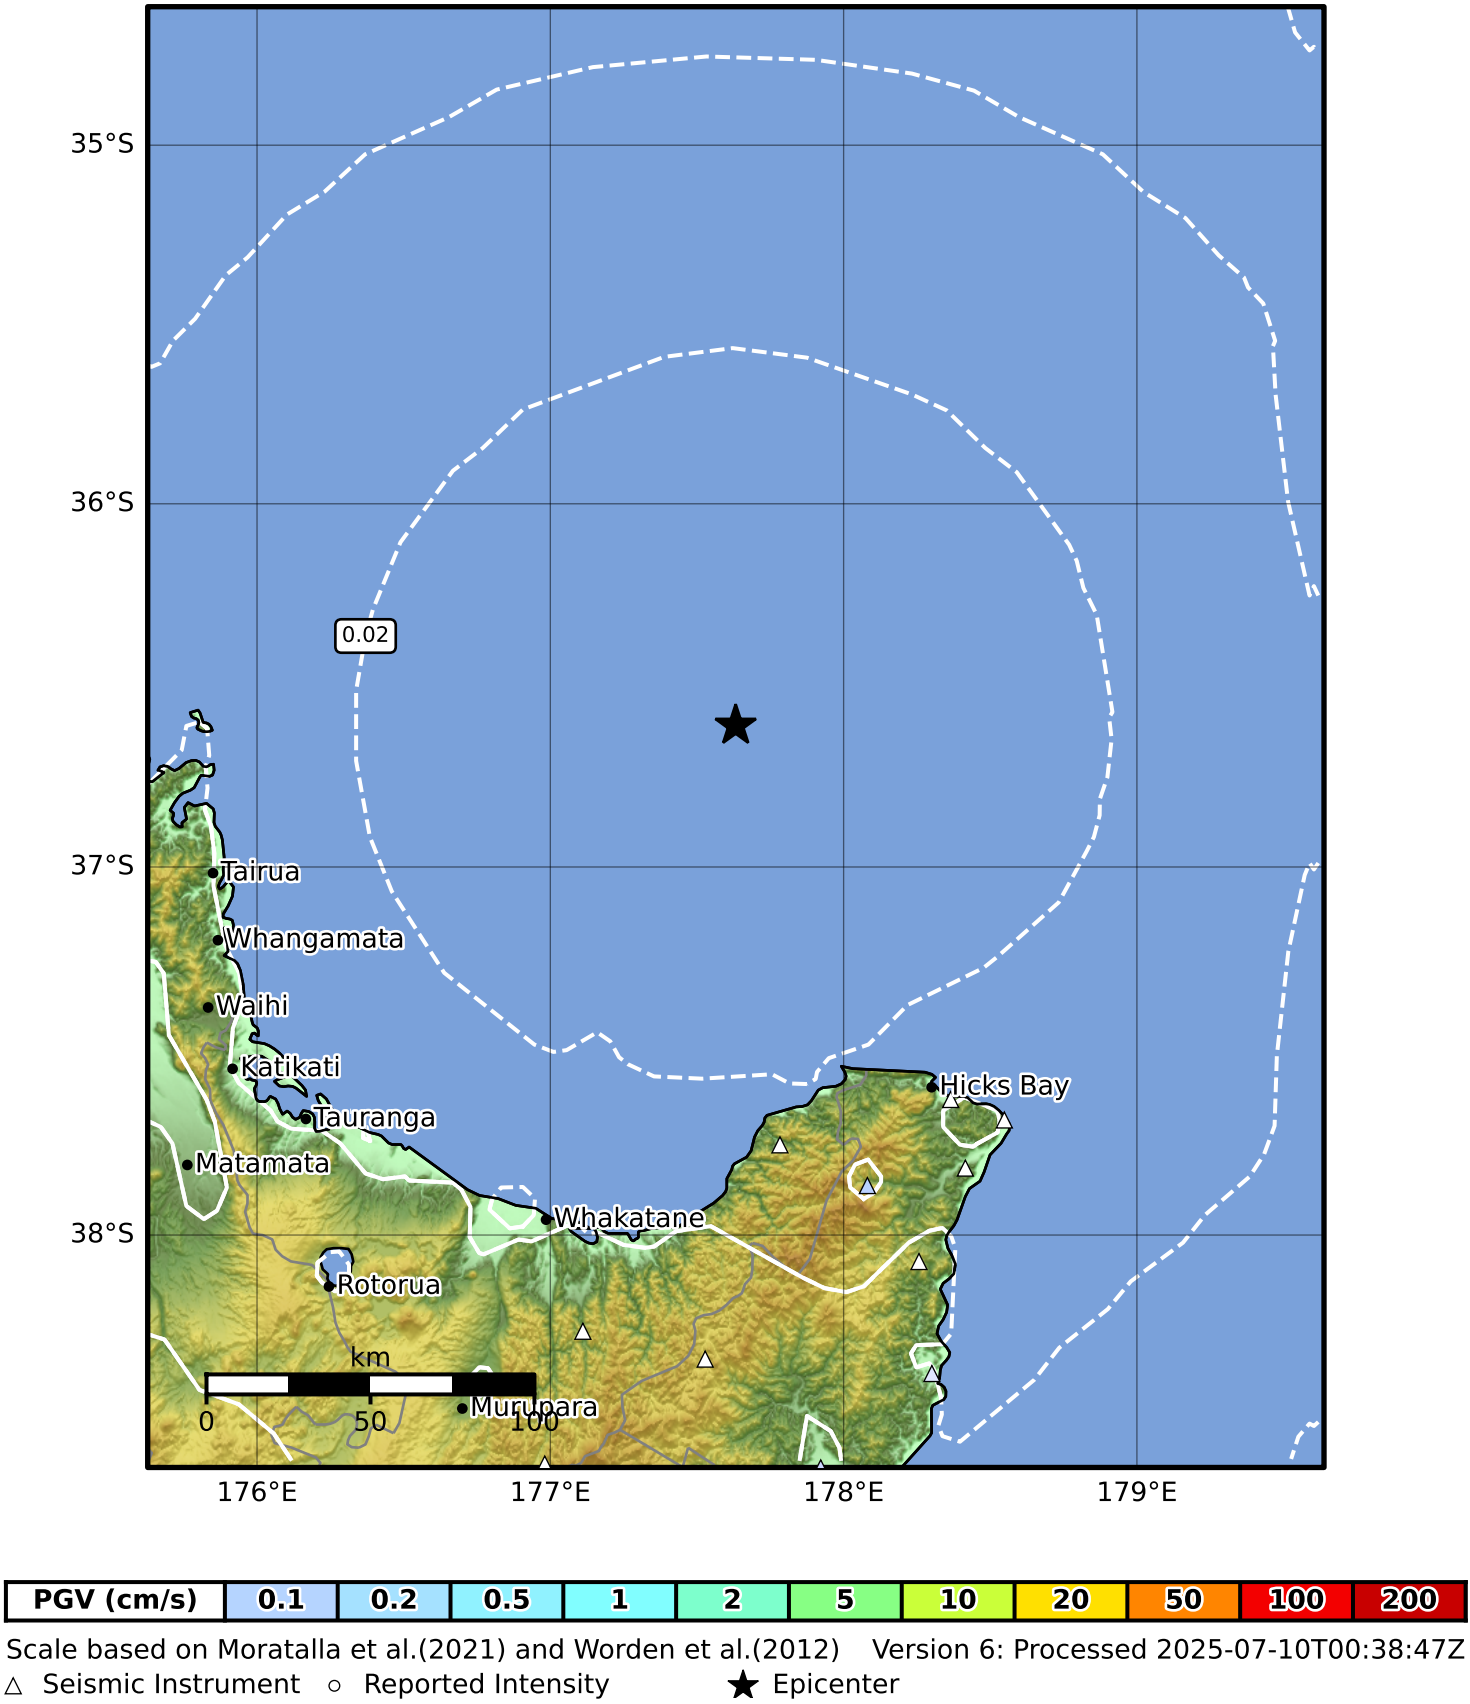 35°S
36°S
0.02
37°S
Tairua
Whangamata
Waihi
Katikati
Hicks Bay
Tauranga
Matamata
38°S
Whakatane
Rotorua
km
Murupara
0 50 100
176°E 177°E 178°E 179°E
PGV (cm/s) 0.1 0.2 0.5 1 2 5 10 20 50 100 200
Scale based on Moratalla et al.(2021) and Worden et al.(2012) Version 6: Processed 2025-07-10T00:38:47Z
Seismic Instrument Reported Intensity Epicenter